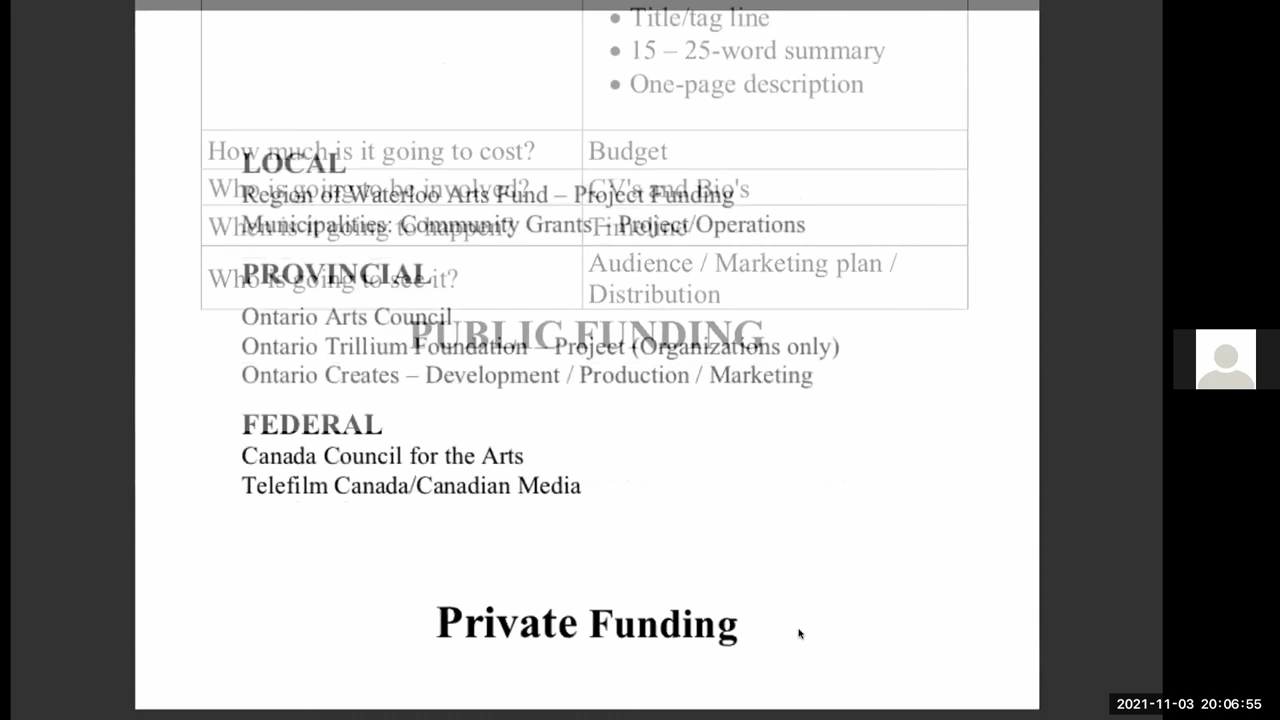 • Title/tag line
• 15 – 25-word summary
• One-page description
How much is it going to cost? Budget
Who is going to be involved? CV's and Bio's
When is it going to happen? Timeline
Who is going to see it? Audience / Marketing plan /
Distribution
PUBLIC FUNDING
LOCAL
Region of Waterloo Arts Fund – Project Funding
Municipalities: Community Grants – Project/Operations
PROVINCIAL
Ontario Arts Council
Ontario Trillium Foundation – Project (Organizations only)
Ontario Creates – Development / Production / Marketing
FEDERAL
Canada Council for the Arts
Telefilm Canada/Canadian Media
Private Funding
2021-11-03 20:06:55